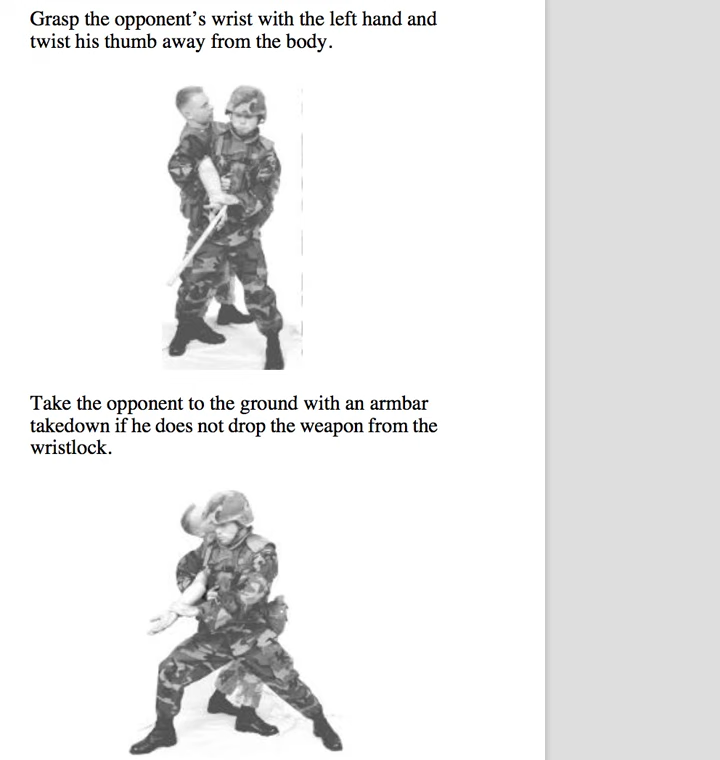 Grasp the opponent’s wrist with the left hand and
twist his thumb away from the body.
Take the opponent to the ground with an armbar
takedown if he does not drop the weapon from the
wristlock.